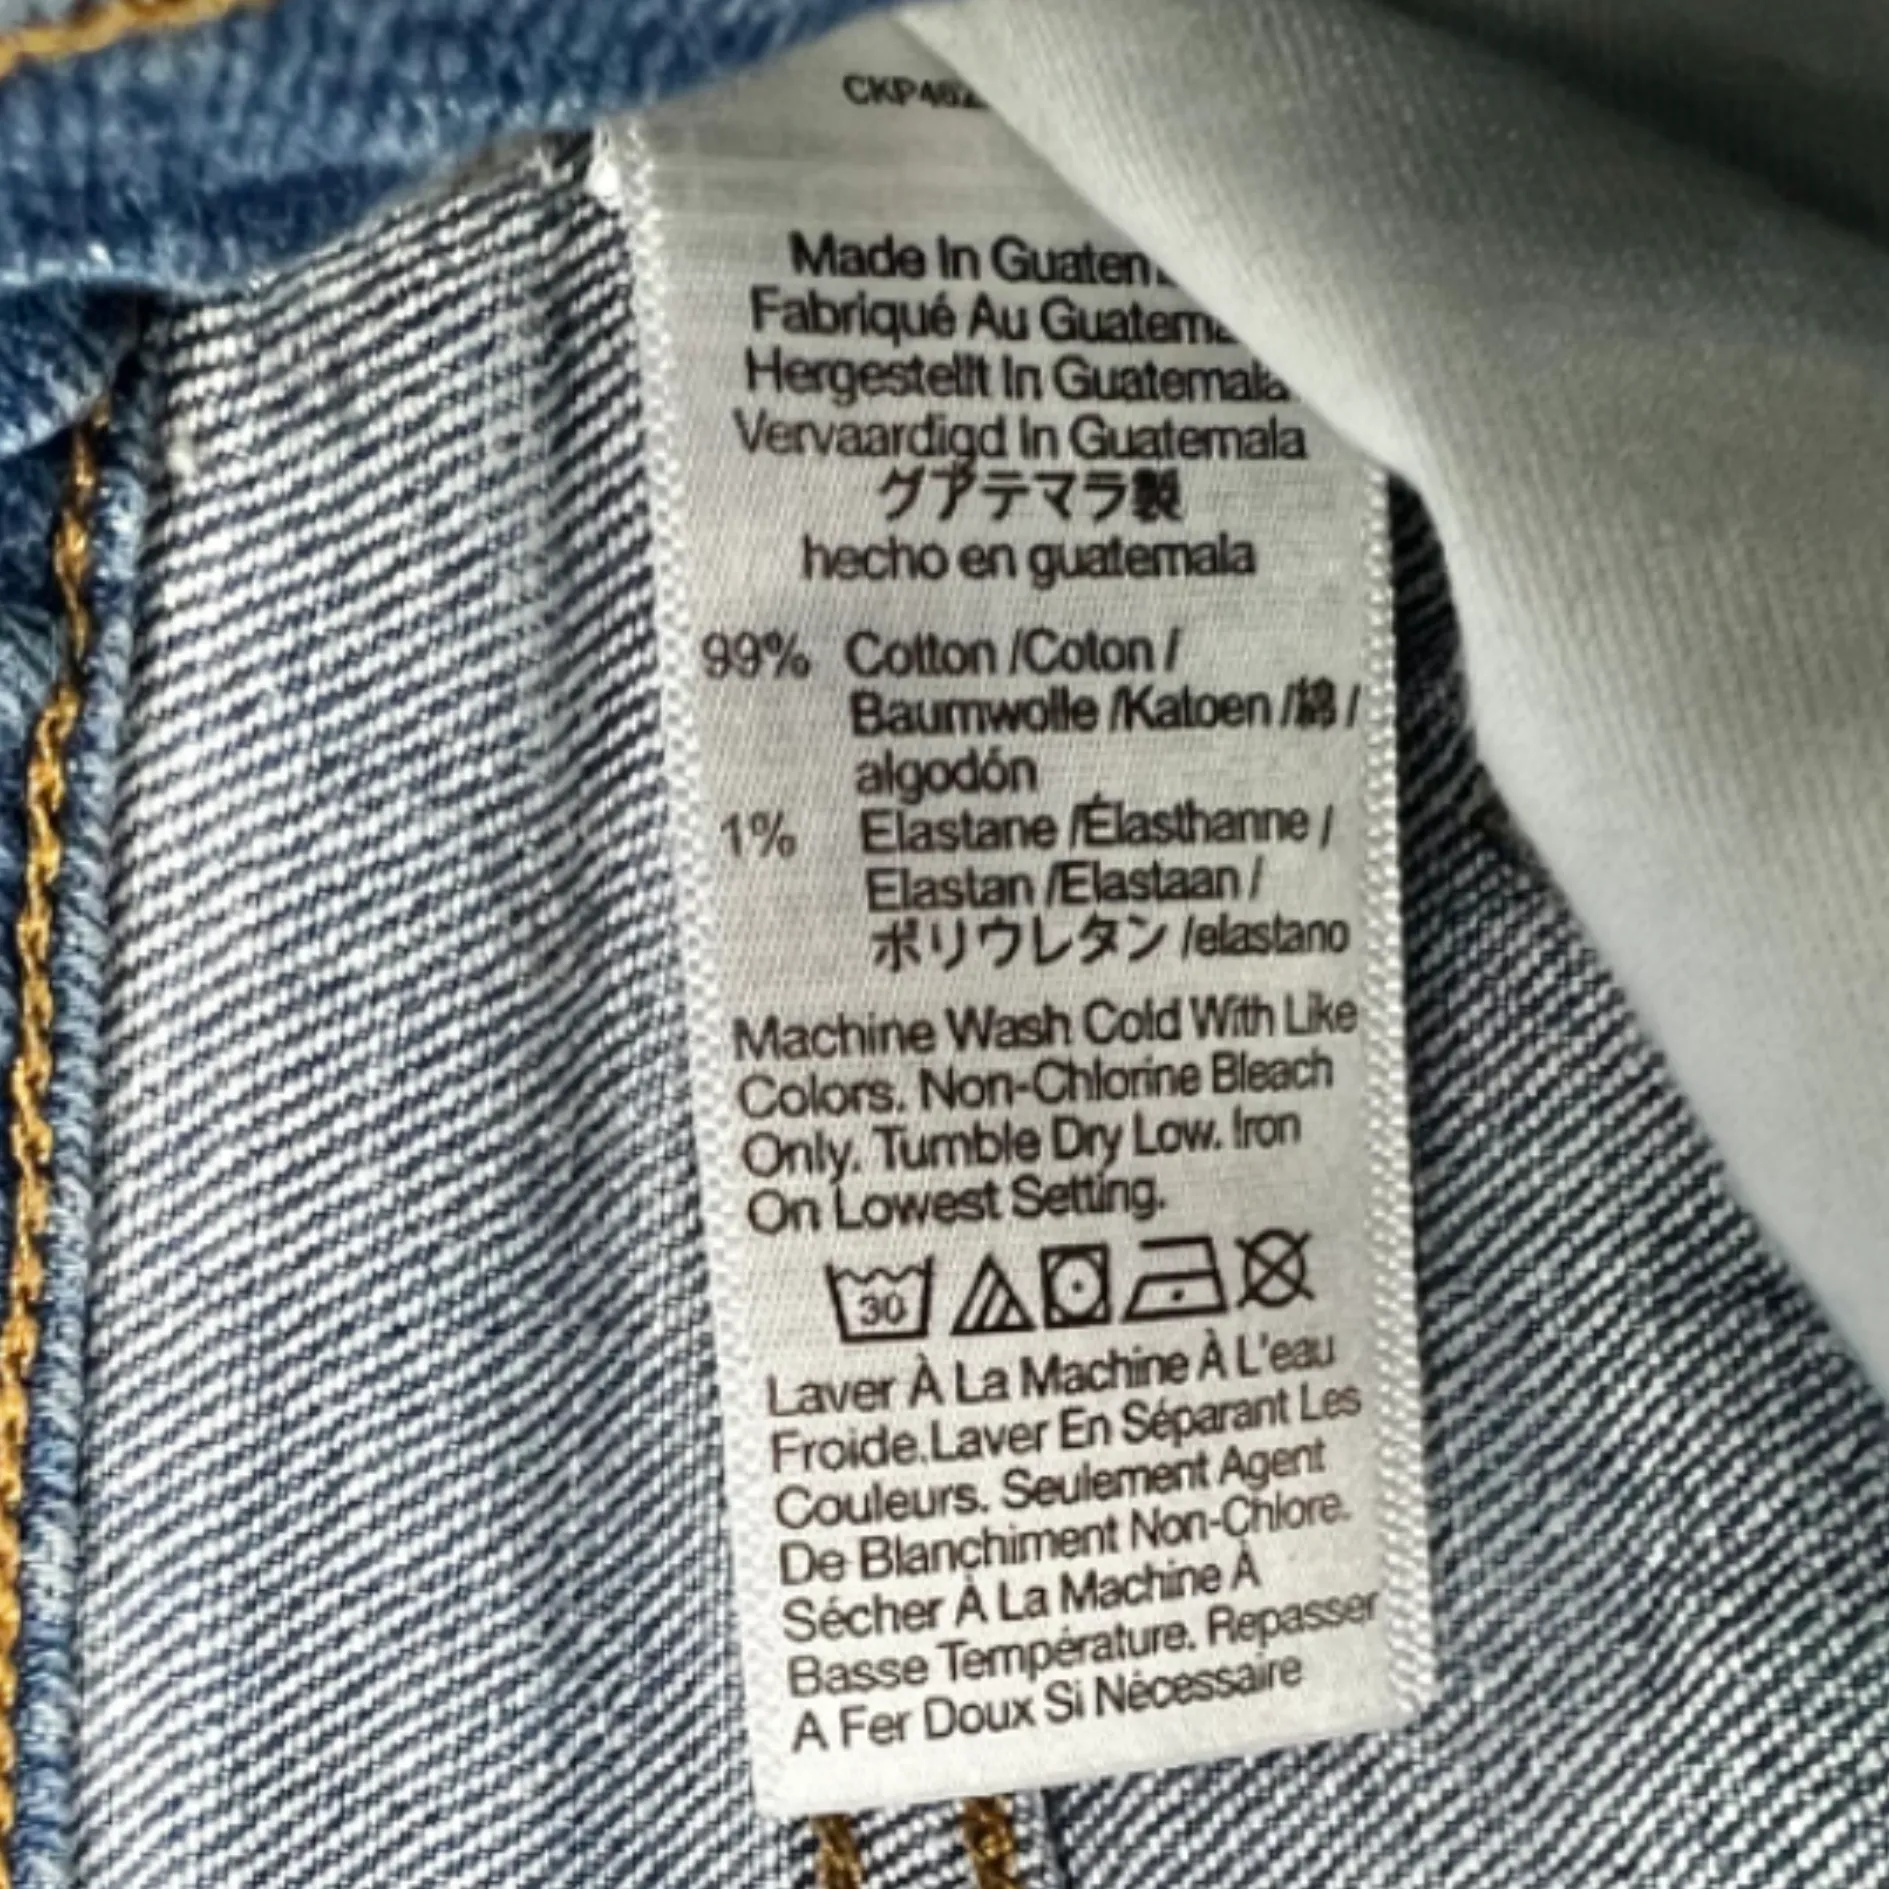 Made In
Fabriqué Au
Hergestellt In Guatemala
Vervaardigd In Guatemala
グアテマラ製
hecho en guatemala
99% Cotton /Coton /
Baumwolle /Katoen /綿 /
algodón
1% Elastane /Élasthanne /
Elastan /Elastaan /
ポリウレタン /elastano
Machine Wash Cold With Like
Colors. Non-Chlorine Bleach
Only. Tumble Dry Low. Iron
On Lowest Setting.
30
Laver À La Machine À L'eau
Froide.Laver En Séparant Les
Couleurs. Seulement Agent
De Blanchiment Non-Chlore.
Sécher À La Machine À
Basse Température. Repasser
A Fer Doux Si Nécessaire